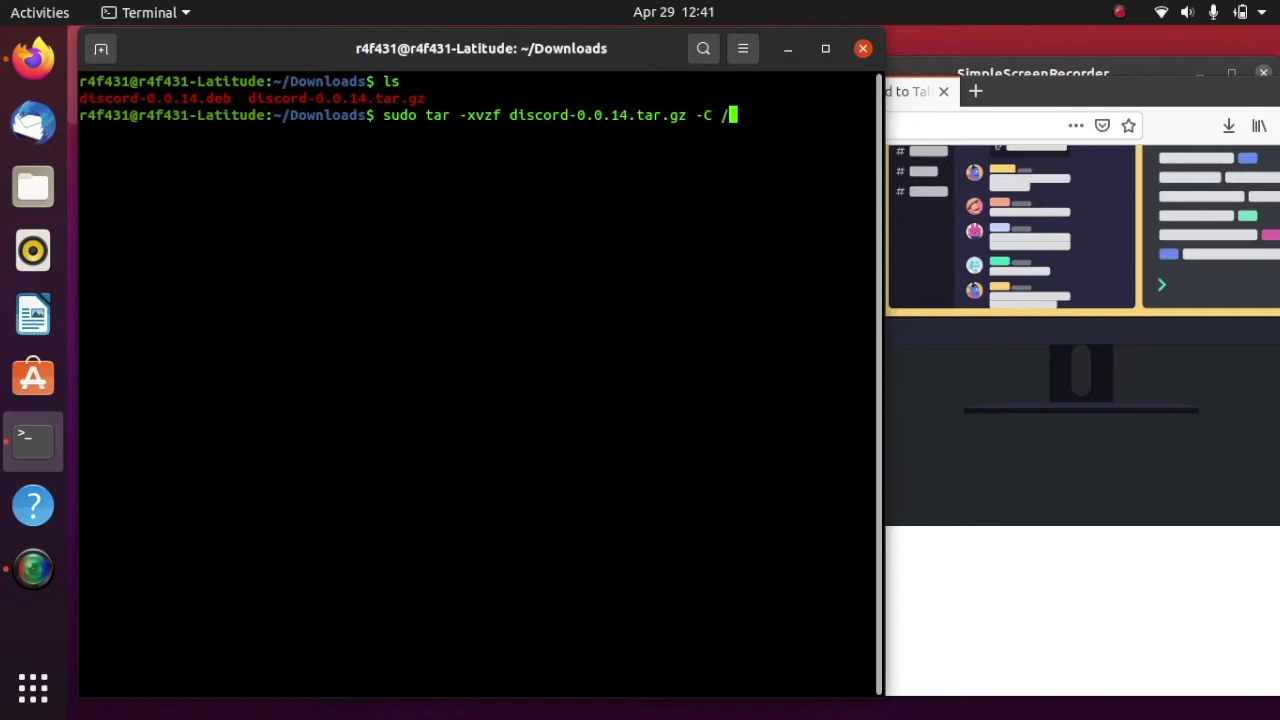 Activities
Terminal
Apr 29 12:41
r4f431@r4f431-Latitude: ~/Downloads
r4f431@r4f431-Latitude:~/Downloads$ ls
discord-0.0.14.deb discord-0.0.14.tar.gz
r4f431@r4f431-Latitude:~/Downloads$ sudo tar -xvzf discord-0.0.14.tar.gz -C /
SimpleScreenRecorder
d to Tal
#
#
#